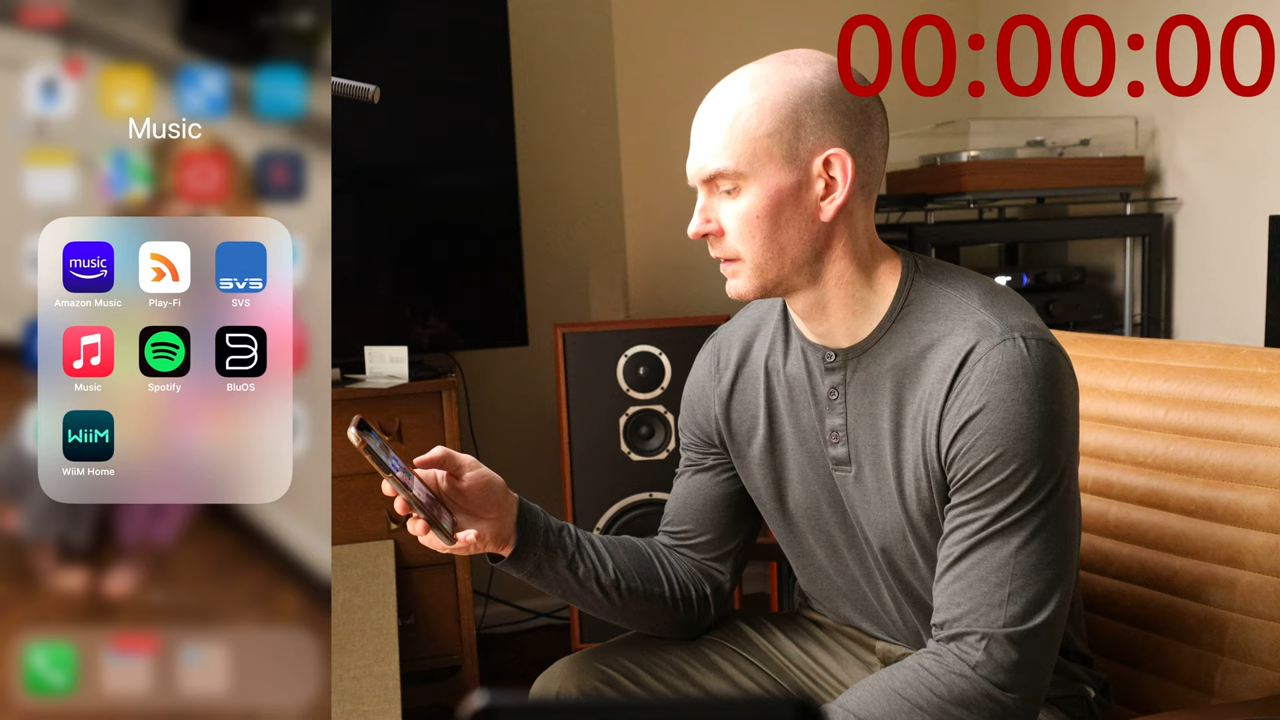 00:00:00
Music
music
Amazon Music
Play-Fi
SVS
SVS
Music
Spotify
BluOS
WiiM
WiiM Home